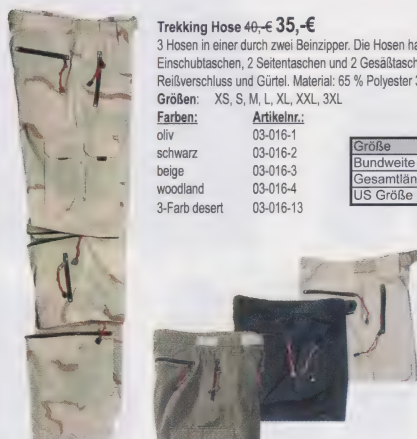 Trekking Hose 40,-€ 35,-€
3 Hosen in einer durch zwei Beinzipper. Die Hosen ha
Einschubtaschen, 2 Seitentaschen und 2 Gesäßtasch
Reißverschluss und Gürtel. Material: 65 % Polyester 3
Größen: XS, S, M, L, XL, XXL, 3XL
Farben: Artikelnr.:
oliv 03-016-1
schwarz 03-016-2
beige 03-016-3
woodland 03-016-4
3-Farb desert 03-016-13
Größe
Bundweite
Gesamtlän
US Größe